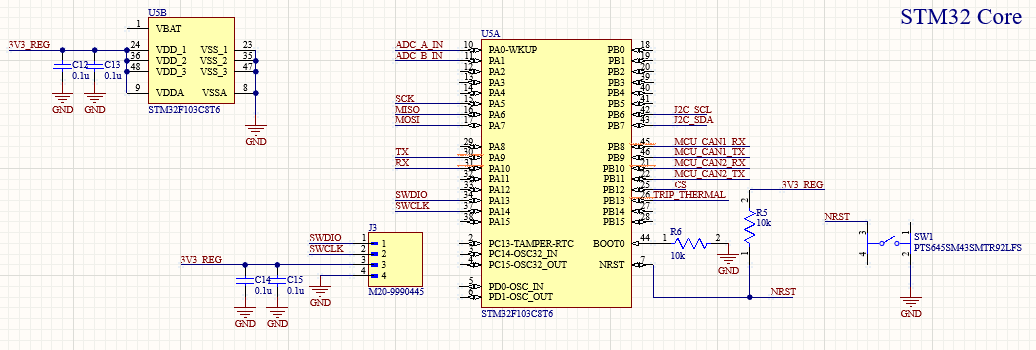 STM32 Core
U5B
1 VBAT
3V3_REG
24 VDD_1 VSS_1 23
36 VDD_2 VSS_2 35
48 VDD_3 VSS_3 47
9 VDDA VSSA 8
C12 C13
0.1u 0.1u
GND GND
STM32F103C8T6
GND
U5A
ADC_A_IN 10 PA0-WKUP PB0 18
ADC_B_IN 11 PA1 PB1 19
12 PA2 PB2 20
13 PA3 PB3 39
14 PA4 PB4 40
SCK 15 PA5 PB5 41
MISO 16 PA6 PB6 42 J2C_SCL
MOSI 17 PA7 PB7 43 J2C_SDA
29 PA8 PB8 45 MCU_CAN1_RX
TX 30 PA9 PB9 46 MCU_CAN1_TX
RX 31 PA10 PB10 21 MCU_CAN2_RX
32 PA11 PB11 22 MCU_CAN2_TX
33 PA12 PB12 25 CS
SWDIO 34 PA13 PB13 26 TRIP_THERMAL
SWCLK 37 PA14 PB14 27
38 PA15 PB15 28
2 PC13-TAMPER-RTC BOOT0 44
3 PC14-OSC32_IN
4 PC15-OSC32_OUT NRST 7
5 PD0-OSC_IN
6 PD1-OSC_OUT
STM32F103C8T6
J3
SWDIO 1 1
SWCLK 2 2
3V3_REG 3 3
4 4
M20-9990445
C14 C15
0.1u 0.1u
GND GND
GND
R6
1 2
10k
GND
3V3_REG
2
R5
10k
1
NRST
NRST
3 1
4 2
SW1
PTS645SM43SMTR92LFS
GND